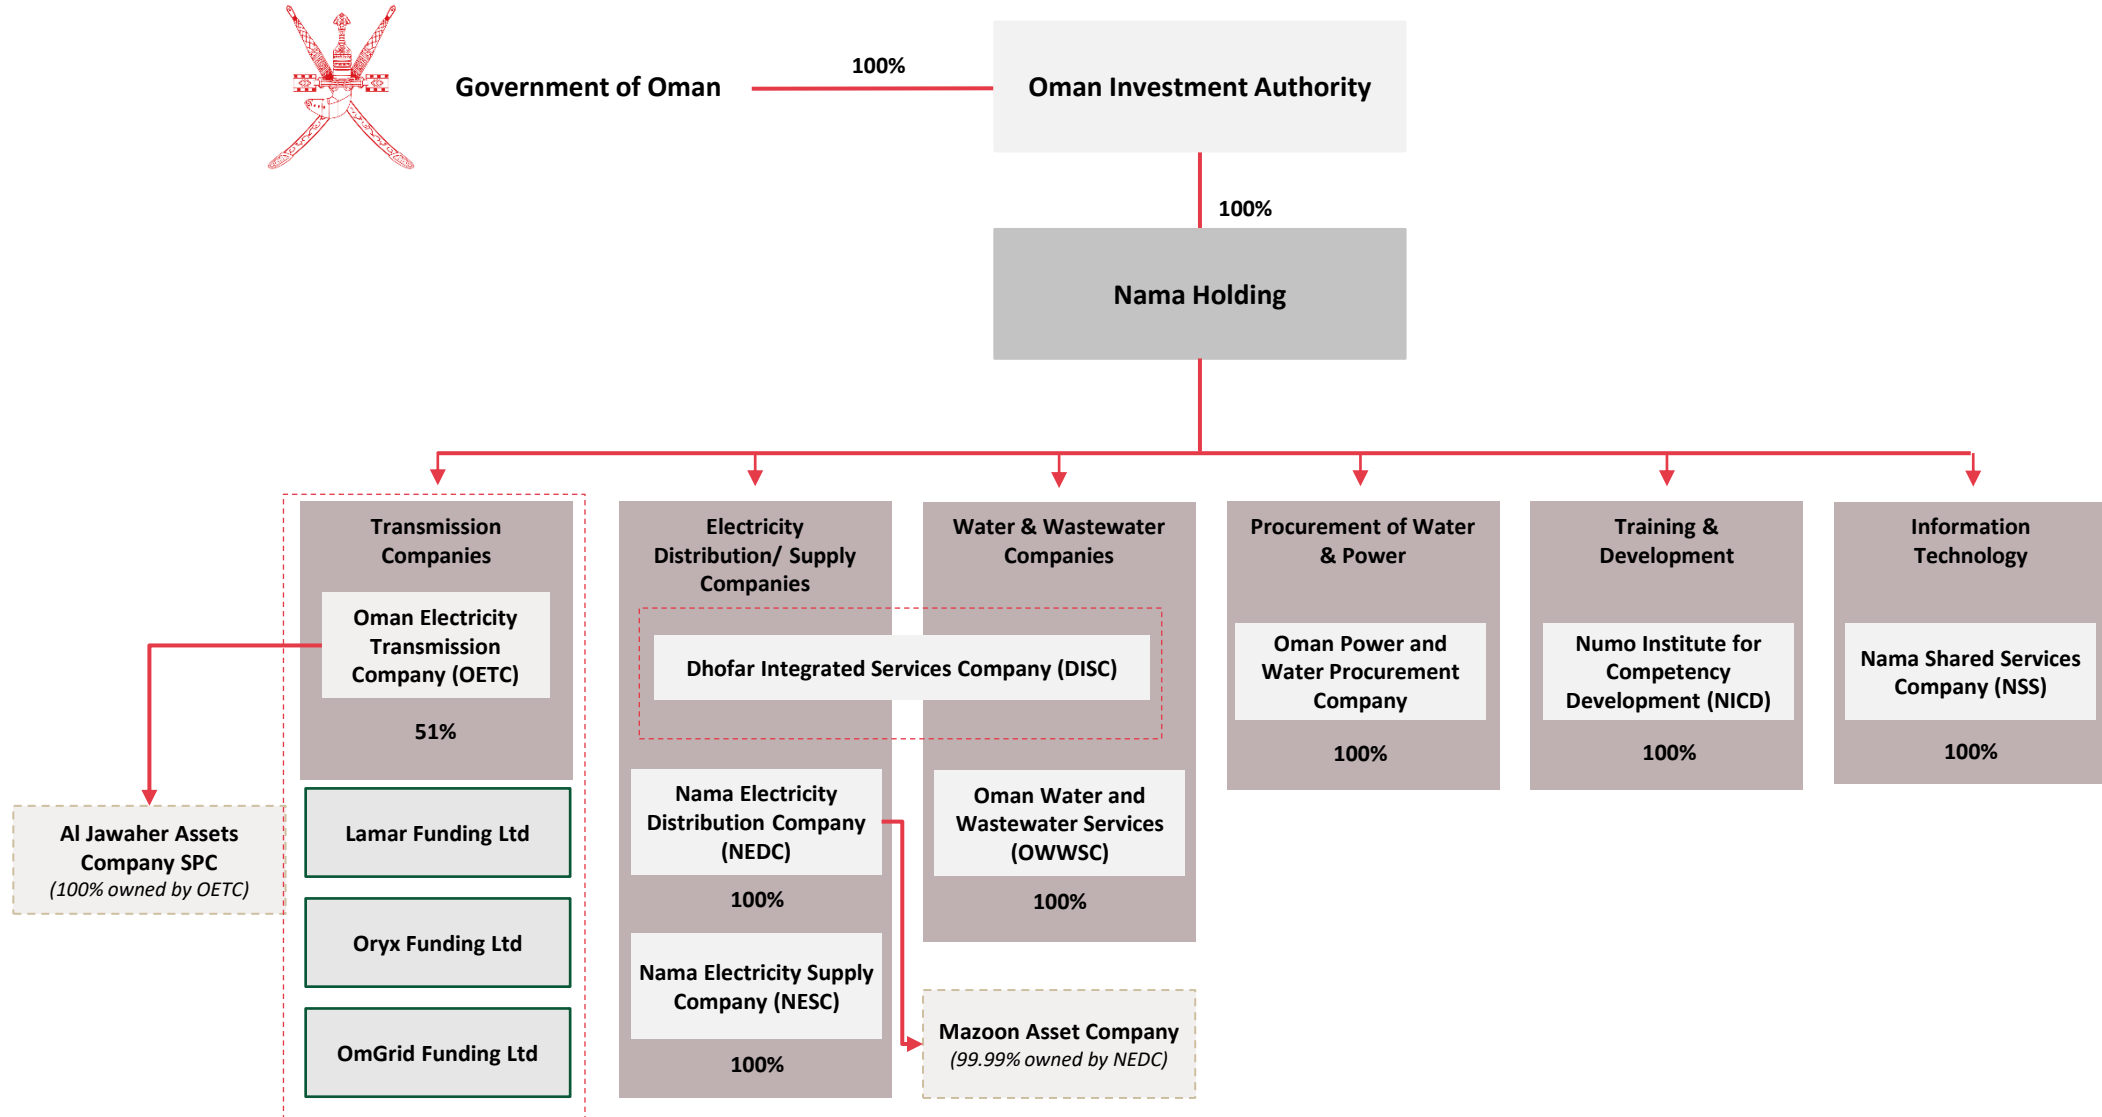 Government of Oman
100%
Oman Investment Authority
100%
Nama Holding
Transmission
Companies
Oman Electricity
Transmission
Company (OETC)
51%
Al Jawaher Assets
Company SPC
(100% owned by OETC)
Lamar Funding Ltd
Oryx Funding Ltd
OmGrid Funding Ltd
Electricity
Distribution/ Supply
Companies
Dhofar Integrated Services Company (DISC)
Nama Electricity
Distribution Company
(NEDC)
100%
Nama Electricity Supply
Company (NESC)
100%
Water & Wastewater
Companies
Oman Water and
Wastewater Services
(OWWSC)
100%
Mazoon Asset Company
(99.99% owned by NEDC)
Procurement of Water
& Power
Oman Power and
Water Procurement
Company
100%
Training &
Development
Numo Institute for
Competency
Development (NICD)
100%
Information
Technology
Nama Shared Services
Company (NSS)
100%